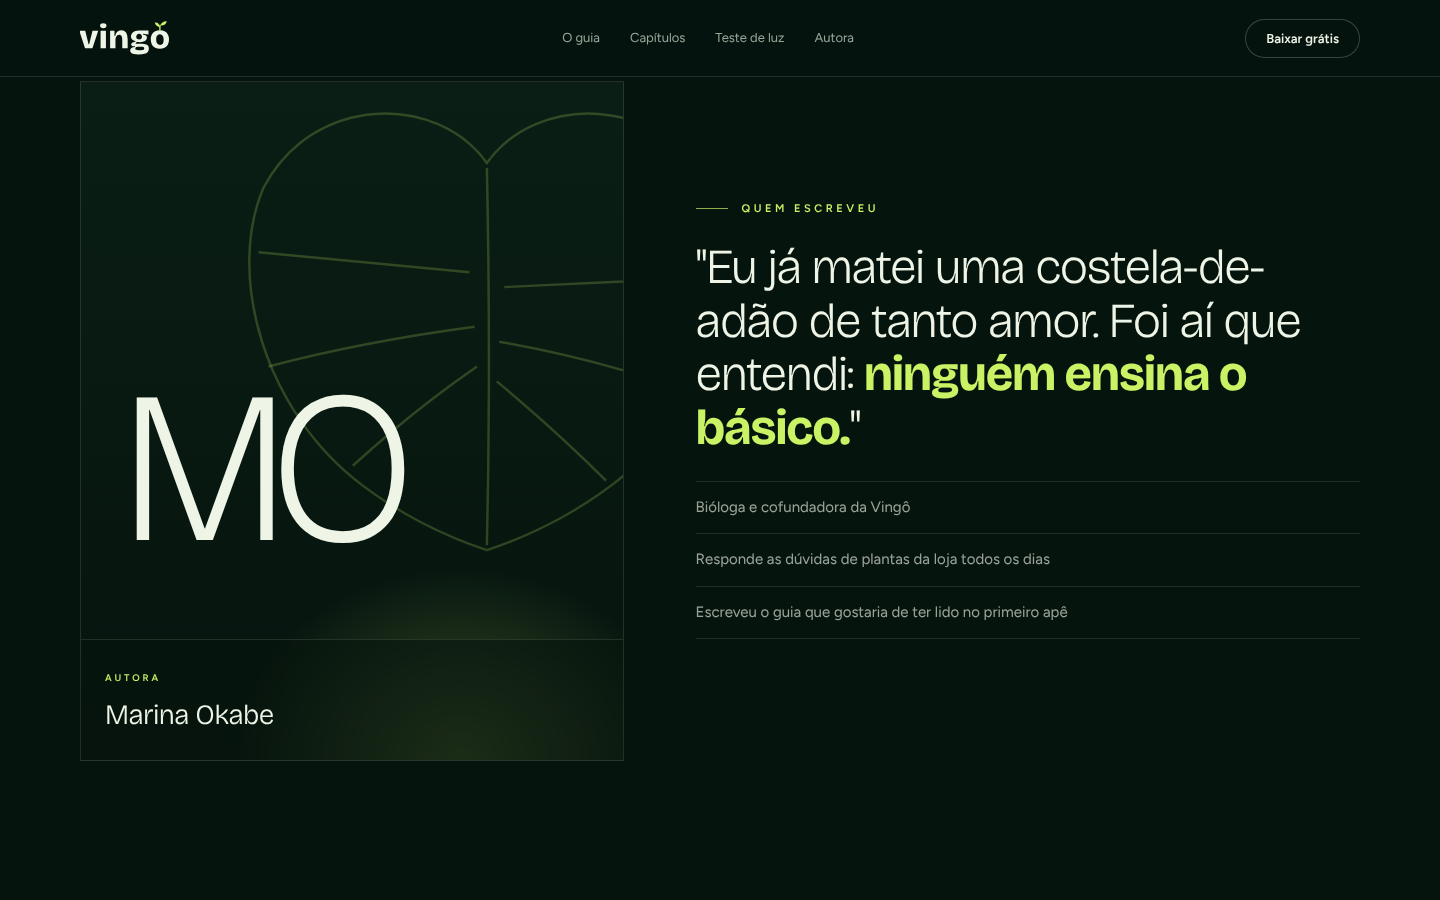 vingô
O guia
Capítulos
Teste de luz
Autora
Baixar grátis
MO
AUTORA
Marina Okabe
QUEM ESCREVEU
"Eu já matei uma costela-de-
adão de tanto amor. Foi aí que
entendi: ninguém ensina o
básico."
Bióloga e cofundadora da Vingô
Responde as dúvidas de plantas da loja todos os dias
Escreveu o guia que gostaria de ter lido no primeiro apê